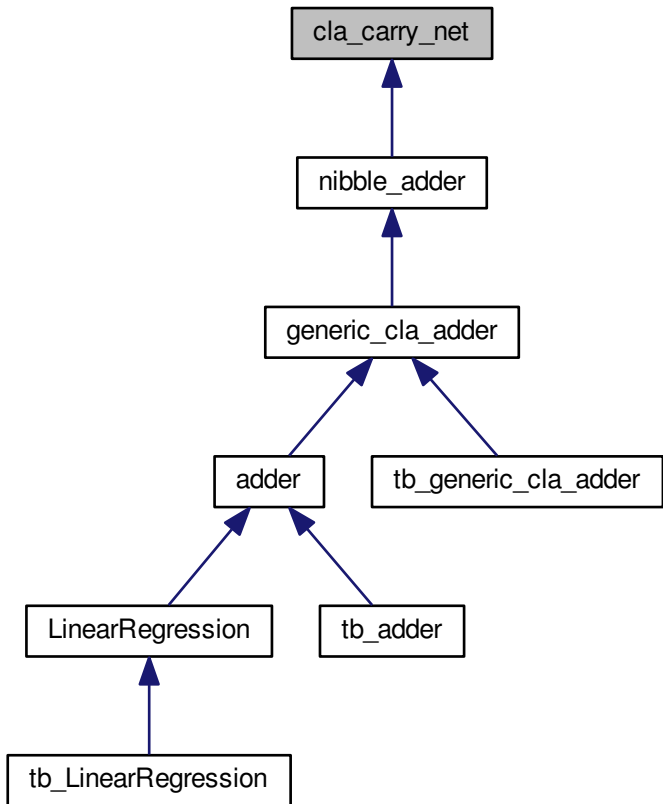 cla_carry_net
nibble_adder
generic_cla_adder
adder
tb_generic_cla_adder
LinearRegression
tb_adder
tb_LinearRegression